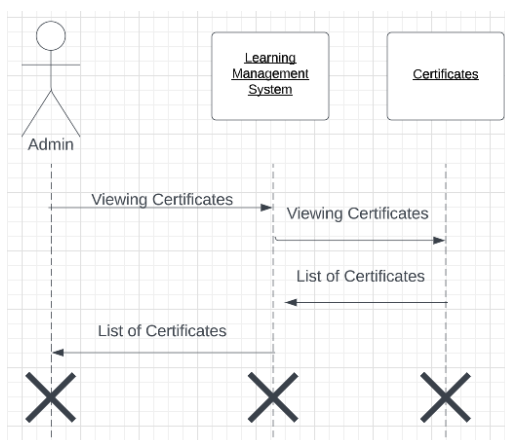 Learning
Management
System
Certificates
Admin
Viewing Certificates
Viewing Certificates
List of Certificates
List of Certificates